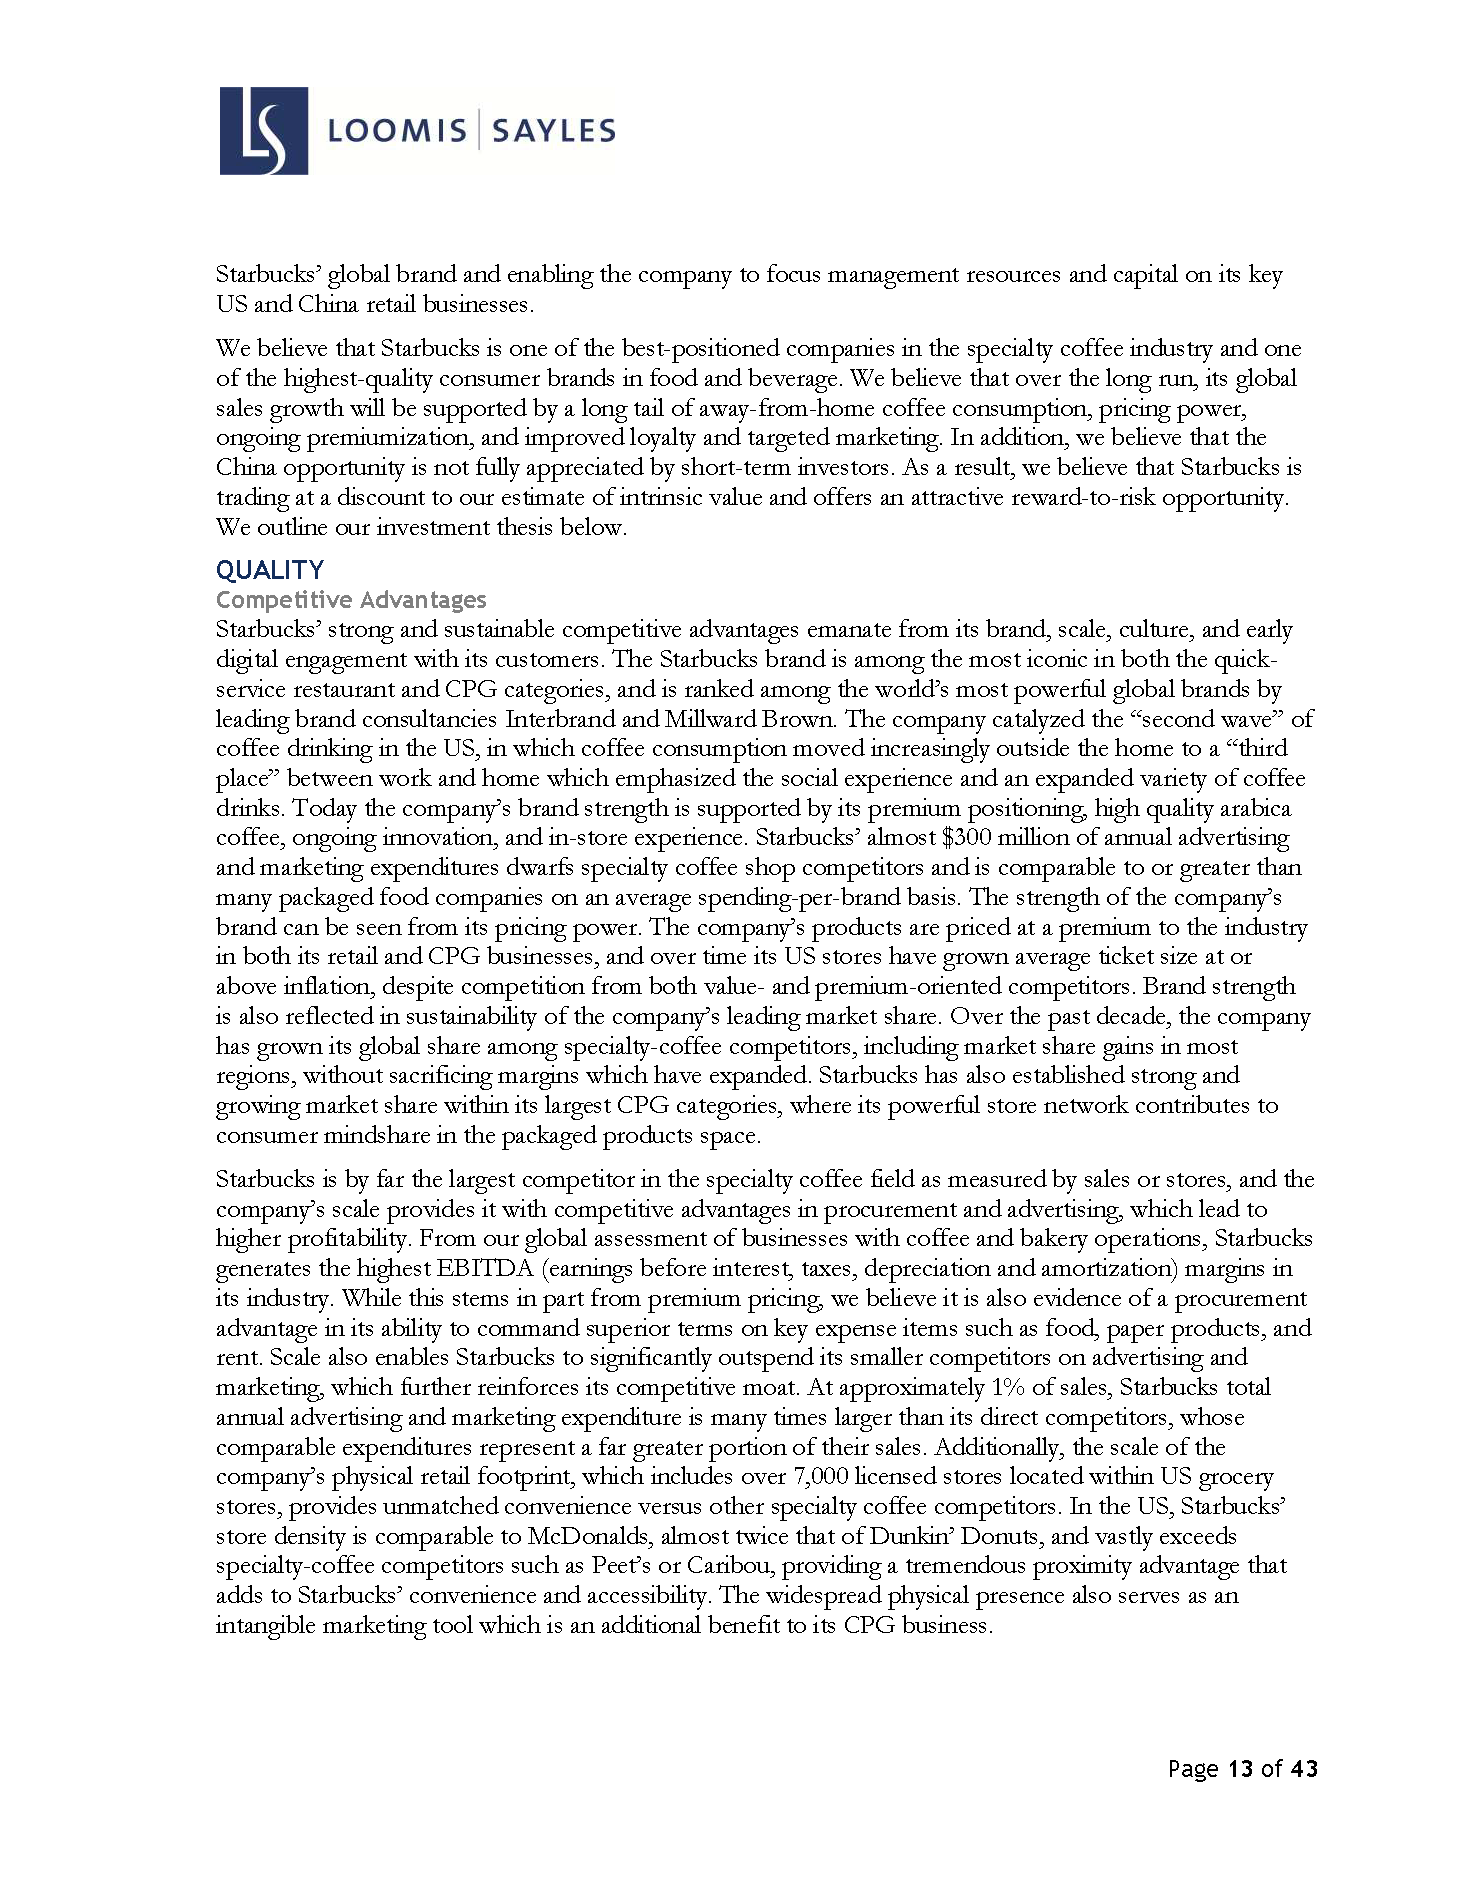 LS LOOMIS | SAYLES
Starbucks’ global brand and enabling the company to focus management resources and capital on its key
US and China retail businesses.
We believe that Starbucks is one of the best-positioned companies in the specialty coffee industry and one
of the highest-quality consumer brands in food and beverage. We believe that over the long run, its global
sales growth will be supported by a long tail of away-from-home coffee consumption, pricing power,
ongoing premiumization, and improved loyalty and targeted marketing. In addition, we believe that the
China opportunity is not fully appreciated by short-term investors. As a result, we believe that Starbucks is
trading at a discount to our estimate of intrinsic value and offers an attractive reward-to-risk opportunity.
We outline our investment thesis below.
QUALITY
Competitive Advantages
Starbucks’ strong and sustainable competitive advantages emanate from its brand, scale, culture, and early
digital engagement with its customers. The Starbucks brand is among the most iconic in both the quick-
service restaurant and CPG categories, and is ranked among the world’s most powerful global brands by
leading brand consultancies Interbrand and Millward Brown. The company catalyzed the “second wave” of
coffee drinking in the US, in which coffee consumption moved increasingly outside the home to a “third
place” between work and home which emphasized the social experience and an expanded variety of coffee
drinks. Today the company’s brand strength is supported by its premium positioning, high quality arabica
coffee, ongoing innovation, and in-store experience. Starbucks’ almost $300 million of annual advertising
and marketing expenditures dwarfs specialty coffee shop competitors and is comparable to or greater than
many packaged food companies on an average spending-per-brand basis. The strength of the company’s
brand can be seen from its pricing power. The company’s products are priced at a premium to the industry
in both its retail and CPG businesses, and over time its US stores have grown average ticket size at or
above inflation, despite competition from both value- and premium-oriented competitors. Brand strength
is also reflected in sustainability of the company’s leading market share. Over the past decade, the company
has grown its global share among specialty-coffee competitors, including market share gains in most
regions, without sacrificing margins which have expanded. Starbucks has also established strong and
growing market share within its largest CPG categories, where its powerful store network contributes to
consumer mindshare in the packaged products space.
Starbucks is by far the largest competitor in the specialty coffee field as measured by sales or stores, and the
company’s scale provides it with competitive advantages in procurement and advertising, which lead to
higher profitability. From our global assessment of businesses with coffee and bakery operations, Starbucks
generates the highest EBITDA (earnings before interest, taxes, depreciation and amortization) margins in
its industry. While this stems in part from premium pricing, we believe it is also evidence of a procurement
advantage in its ability to command superior terms on key expense items such as food, paper products, and
rent. Scale also enables Starbucks to significantly outspend its smaller competitors on advertising and
marketing, which further reinforces its competitive moat. At approximately 1% of sales, Starbucks total
annual advertising and marketing expenditure is many times larger than its direct competitors, whose
comparable expenditures represent a far greater portion of their sales. Additionally, the scale of the
company’s physical retail footprint, which includes over 7,000 licensed stores located within US grocery
stores, provides unmatched convenience versus other specialty coffee competitors. In the US, Starbucks’
store density is comparable to McDonalds, almost twice that of Dunkin’ Donuts, and vastly exceeds
specialty-coffee competitors such as Peet’s or Caribou, providing a tremendous proximity advantage that
adds to Starbucks’ convenience and accessibility. The widespread physical presence also serves as an
intangible marketing tool which is an additional benefit to its CPG business.
Page 13 of 43